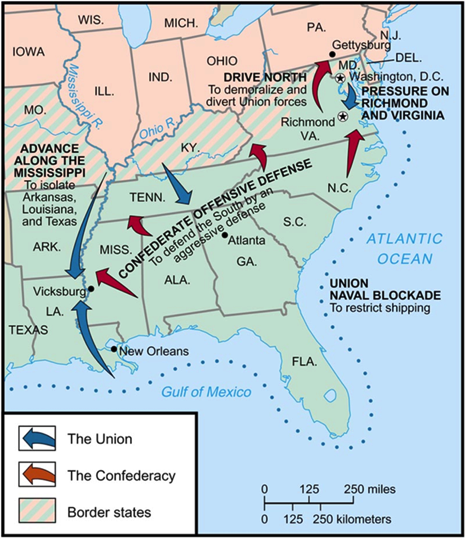 WIS.
MICH.
PA.
N.J.
IOWA
Gettysburg
OHIO
DEL.
ILL.
IND.
MD.
Washington, D.C.
DRIVE NORTH
To demoralize and
divert Union forces
PRESSURE ON
RICHMOND
AND VIRGINIA
Mississippi R.
Ohio R.
MO.
Richmond
VA.
KY.
ADVANCE
ALONG THE
MISSISSIPPI
To isolate
Arkansas,
Louisiana,
and Texas
CONFEDERATE OFFENSIVE DEFENSE
To defend the South by an
aggressive defense
TENN.
N.C.
S.C.
ARK.
MISS.
Atlanta
GA.
ALA.
ATLANTIC
OCEAN
Vicksburg
LA.
TEXAS
UNION
NAVAL BLOCKADE
To restrict shipping
New Orleans
FLA.
Gulf of Mexico
The Union
The Confederacy
Border states
0 125 250 miles
0 125 250 kilometers